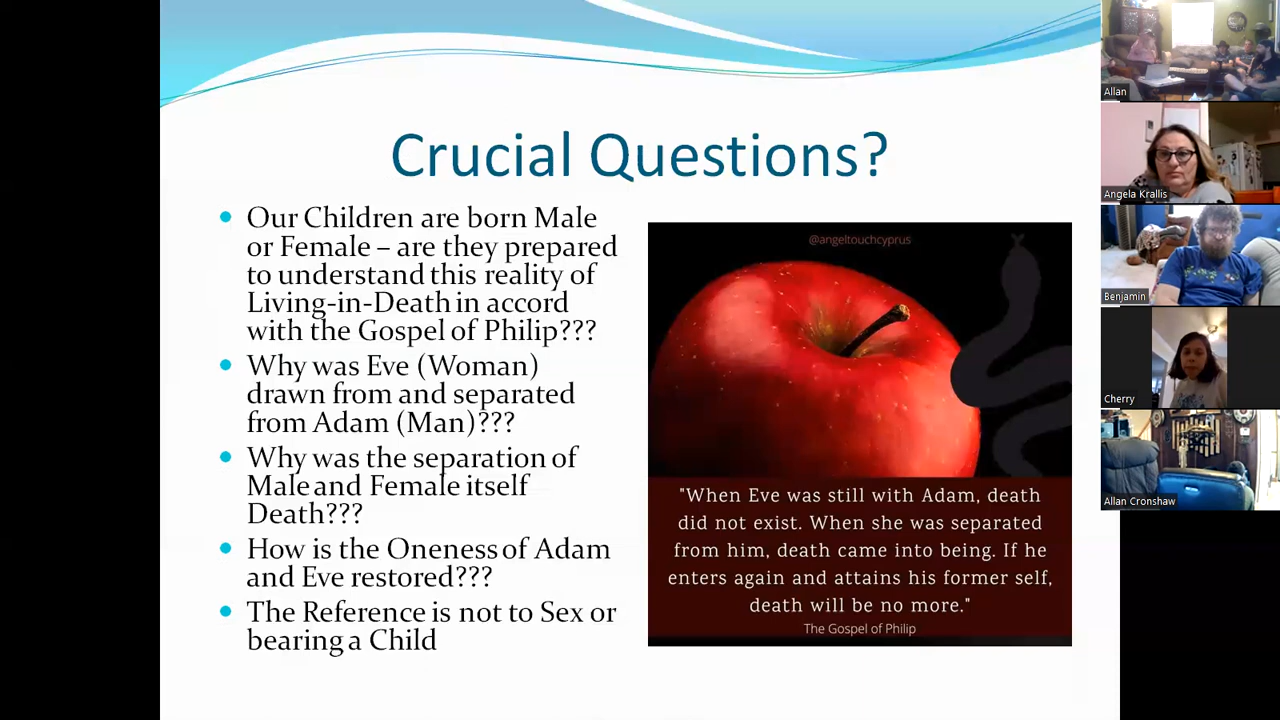 Crucial Questions?
Our Children are born Male
or Female – are they prepared
to understand this reality of
Living-in-Death in accord
with the Gospel of Philip???
Why was Eve (Woman)
drawn from and separated
from Adam (Man)???
Why was the separation of
Male and Female itself
Death???
How is the Oneness of Adam
and Eve restored???
The Reference is not to Sex or
bearing a Child
@angeltouchcyprus
"When Eve was still with Adam, death
did not exist. When she was separated
from him, death came into being. If he
enters again and attains his former self,
death will be no more."
The Gospel of Philip
Allan
Angela Krallis
Benjamin
Cherry
Allan Cronshaw